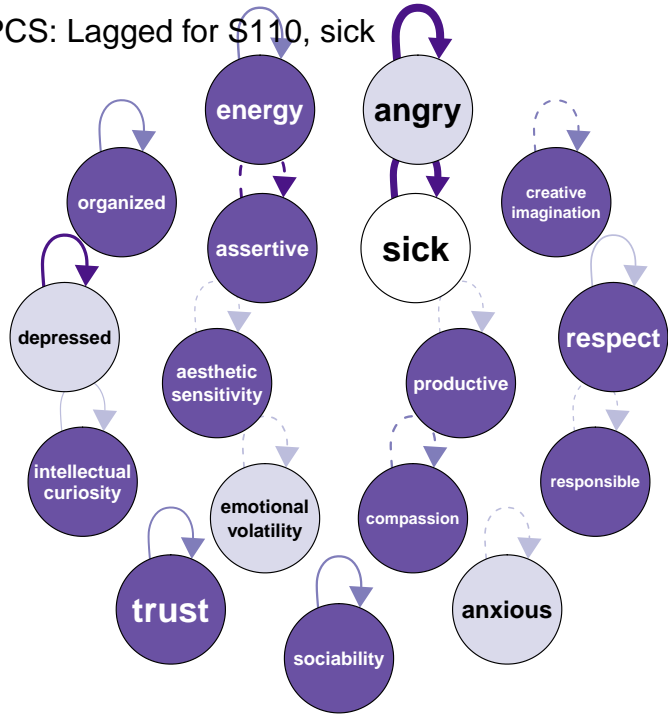 PCS: Lagged for S110, sick
energy
angry
organized
creative
imagination
assertive
sick
depressed
respect
aesthetic
sensitivity
productive
intellectual
curiosity
responsible
emotional
volatility
compassion
trust
anxious
sociability